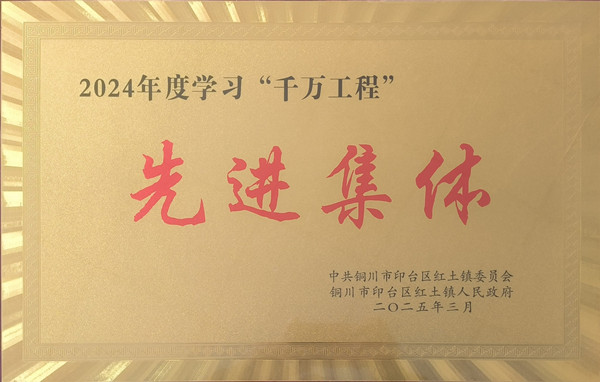 2024年度学习“千万工程”
先进集体
中共铜川市印台区红土镇委员会
铜川市印台区红土镇人民政府
二〇二五年三月